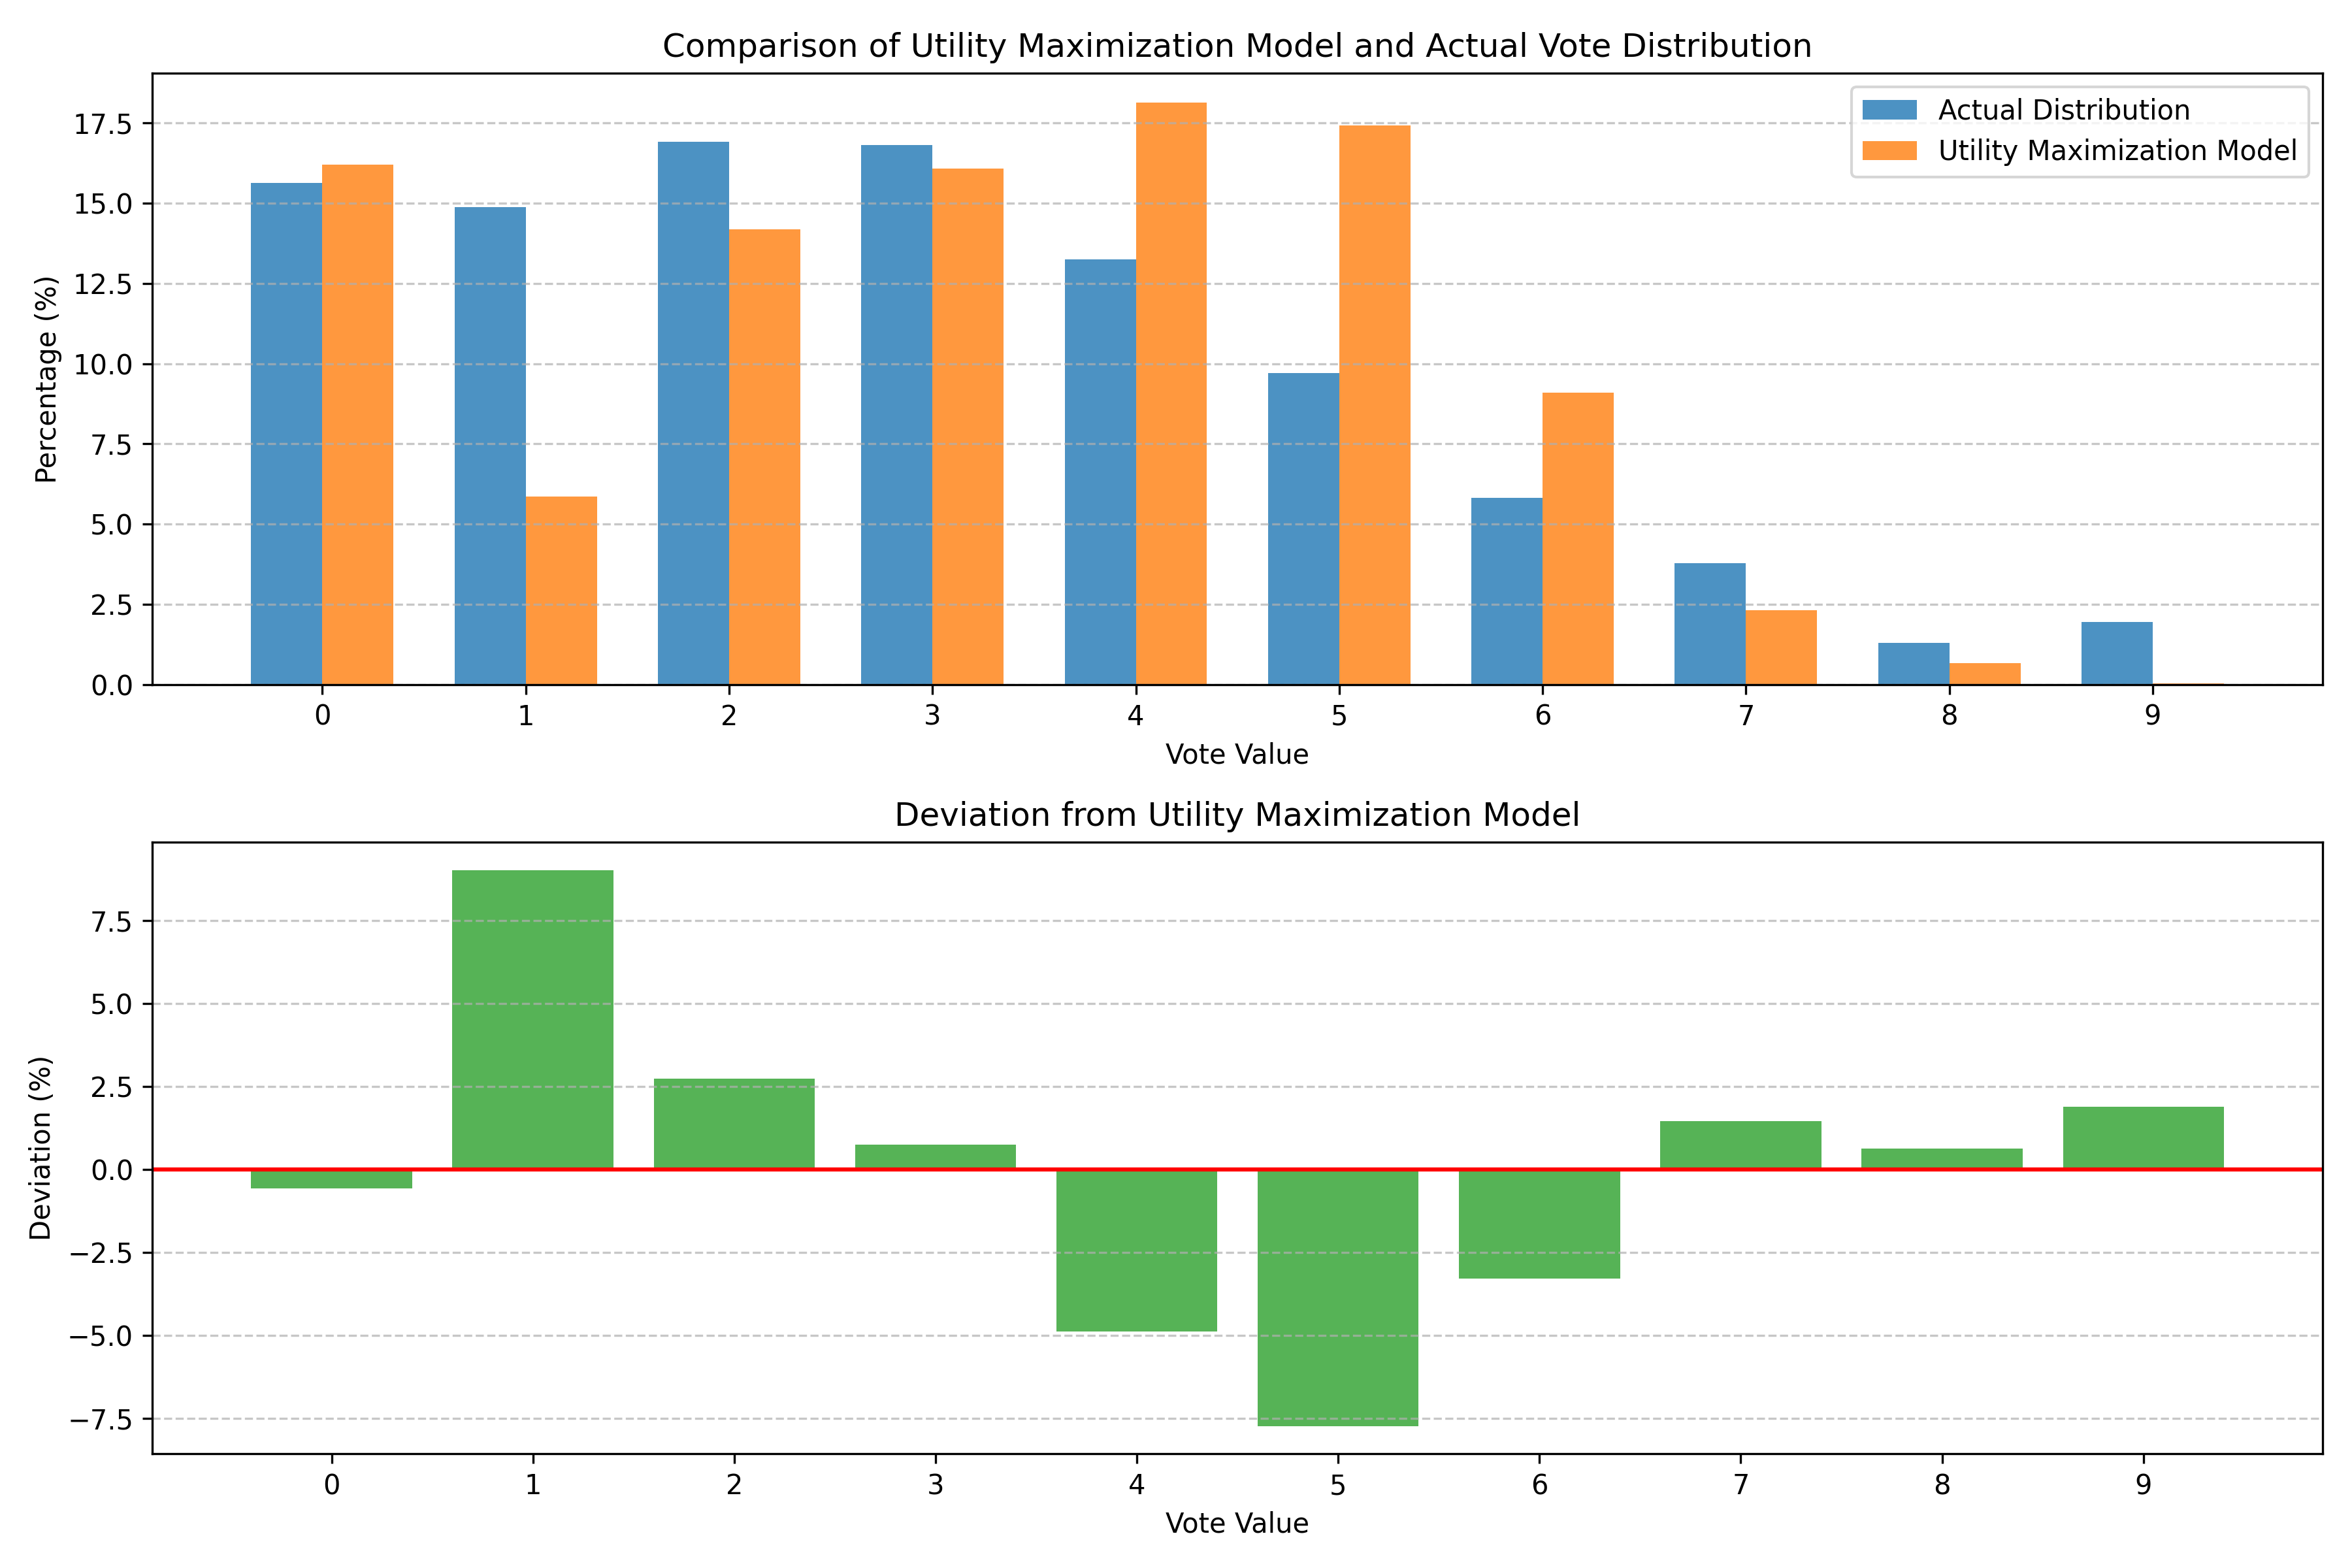 Comparison of Utility Maximization Model and Actual Vote Distribution
Actual Distribution
Utility Maximization Model
Percentage (%)
17.5
15.0
12.5
10.0
7.5
5.0
2.5
0.0
0 1 2 3 4 5 6 7 8 9
Vote Value
Deviation from Utility Maximization Model
Deviation (%)
7.5
5.0
2.5
0.0
−2.5
−5.0
−7.5
0 1 2 3 4 5 6 7 8 9
Vote Value